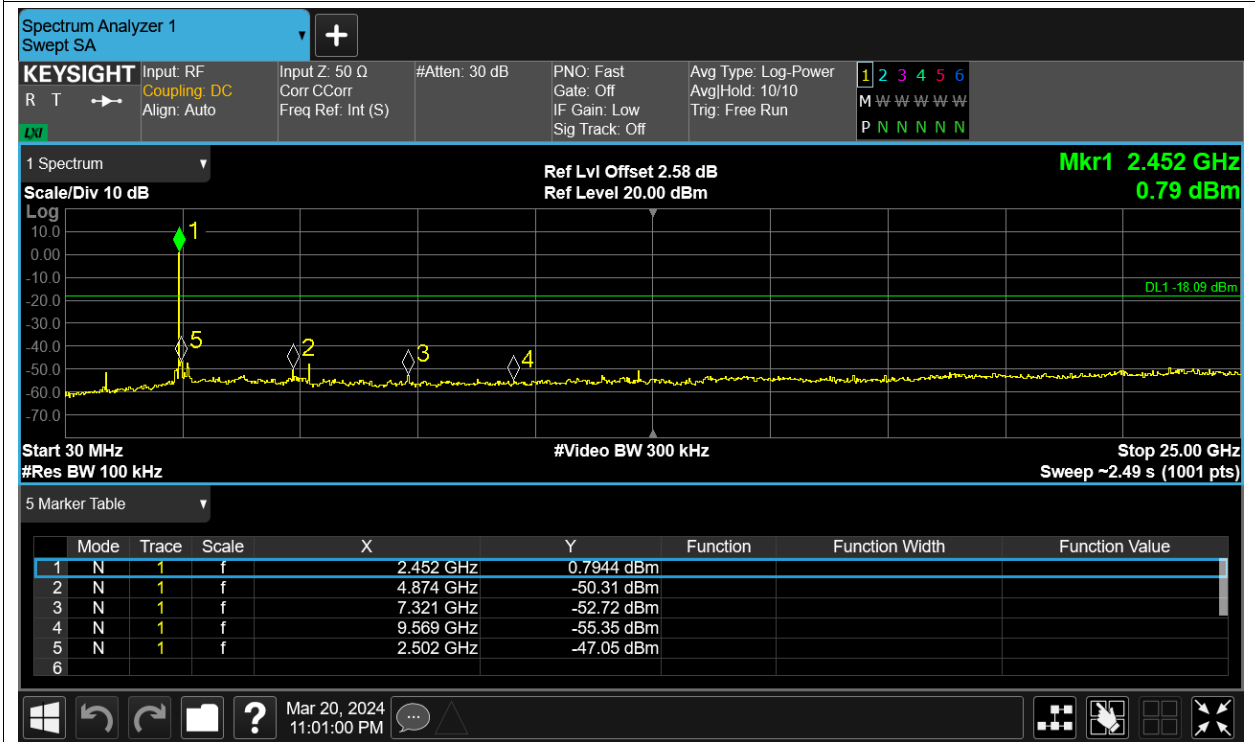 Spectrum Analyzer 1
Swept SA
+
KEYSIGHT
R T
LXI
Input: RF
Coupling: DC
Align: Auto
Input Z: 50 Ω
Corr CCorr
Freq Ref: Int (S)
#Atten: 30 dB
PNO: Fast
Gate: Off
IF Gain: Low
Sig Track: Off
Avg Type: Log-Power
Avg|Hold: 10/10
Trig: Free Run
1 2 3 4 5 6
M W W W W W
P N N N N N
1 Spectrum
Scale/Div 10 dB
Ref Lvl Offset 2.58 dB
Ref Level 20.00 dBm
Mkr1 2.452 GHz
0.79 dBm
Log
10.0
0.00
-10.0
-20.0
-30.0
-40.0
-50.0
-60.0
-70.0
1
5
2
3
4
DL1 -18.09 dBm
Start 30 MHz
#Res BW 100 kHz
#Video BW 300 kHz
Stop 25.00 GHz
Sweep ~2.49 s (1001 pts)
5 Marker Table
Mode Trace Scale X Y Function Function Width Function Value
1 N 1 f 2.452 GHz 0.7944 dBm
2 N 1 f 4.874 GHz -50.31 dBm
3 N 1 f 7.321 GHz -52.72 dBm
4 N 1 f 9.569 GHz -55.35 dBm
5 N 1 f 2.502 GHz -47.05 dBm
6
?
Mar 20, 2024
11:01:00 PM